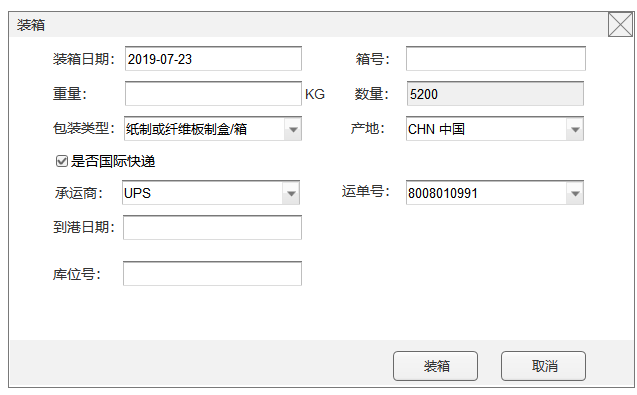 装箱
装箱日期： 2019-07-23 箱号：
重量： KG 数量： 5200
包装类型： 纸制或纤维板制盒/箱 产地： CHN 中国
是否国际快递
承运商： UPS 运单号： 8008010991
到港日期：
库位号：
装箱 取消